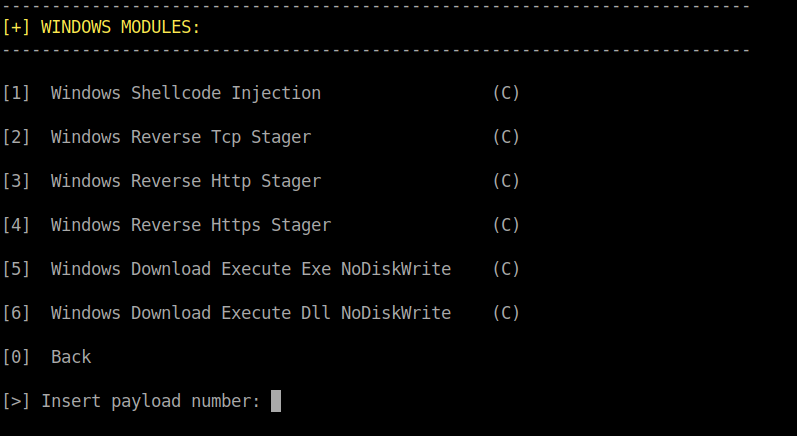 ---------------------------------------------------------------------------
[+] WINDOWS MODULES:
---------------------------------------------------------------------------
[1]  Windows Shellcode Injection                 (C)
[2]  Windows Reverse Tcp Stager                  (C)
[3]  Windows Reverse Http Stager                 (C)
[4]  Windows Reverse Https Stager                (C)
[5]  Windows Download Execute Exe NoDiskWrite    (C)
[6]  Windows Download Execute Dll NoDiskWrite    (C)
[0]  Back
[>] Insert payload number: